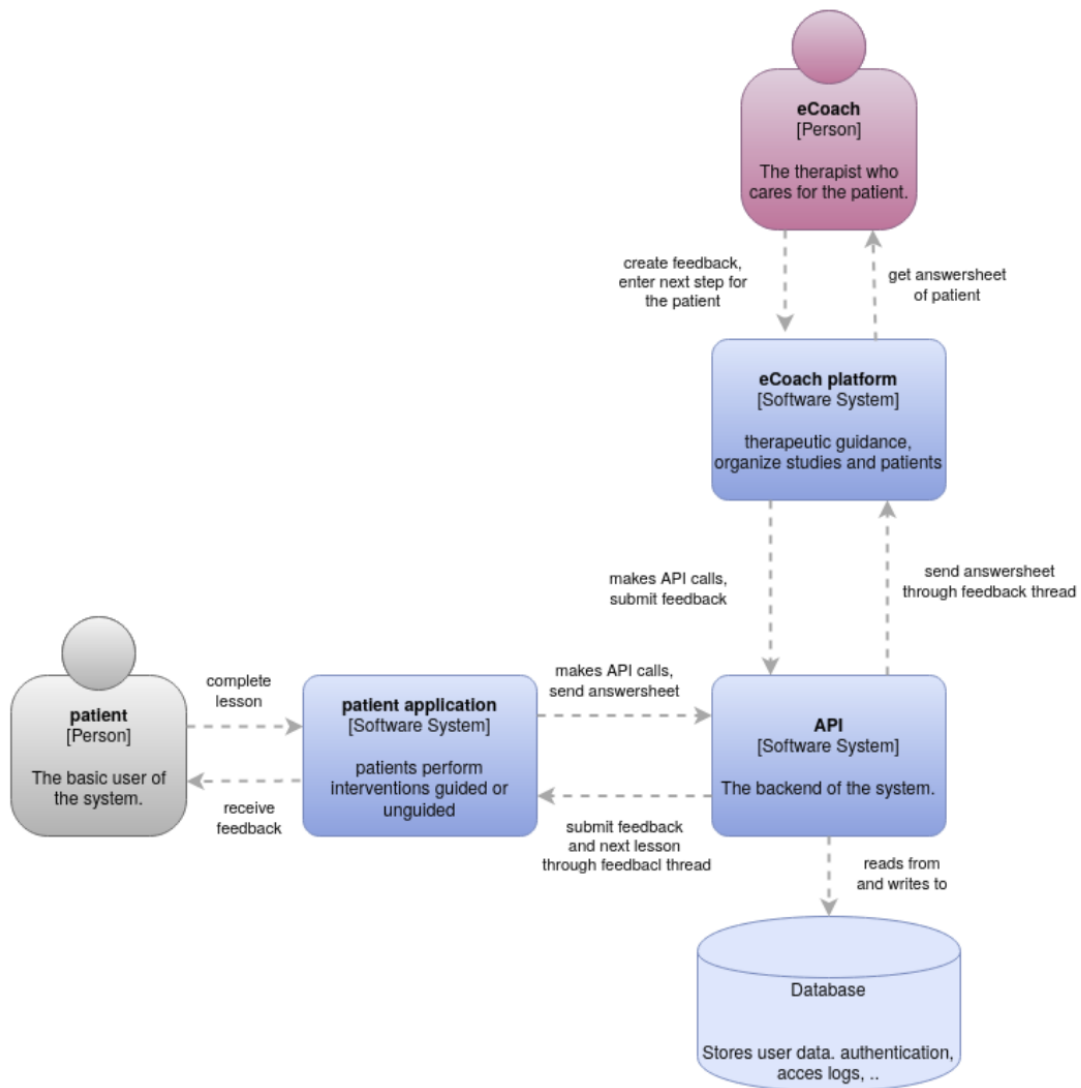 eCoach
[Person]
The therapist who
cares for the patient.
create feedback,
enter next step for
the patient
get answersheet
of patient
eCoach platform
[Software System]
therapeutic guidance,
organize studies and patients
makes API calls,
submit feedback
send answersheet
through feedback thread
patient
[Person]
The basic user of
the system.
complete
lesson
receive
feedback
patient application
[Software System]
patients perform
interventions guided or
unguided
makes API calls,
send answersheet
submit feedback
and next lesson
through feedbacl thread
API
[Software System]
The backend of the system.
reads from
and writes to
Database
Stores user data. authentication,
acces logs, ..